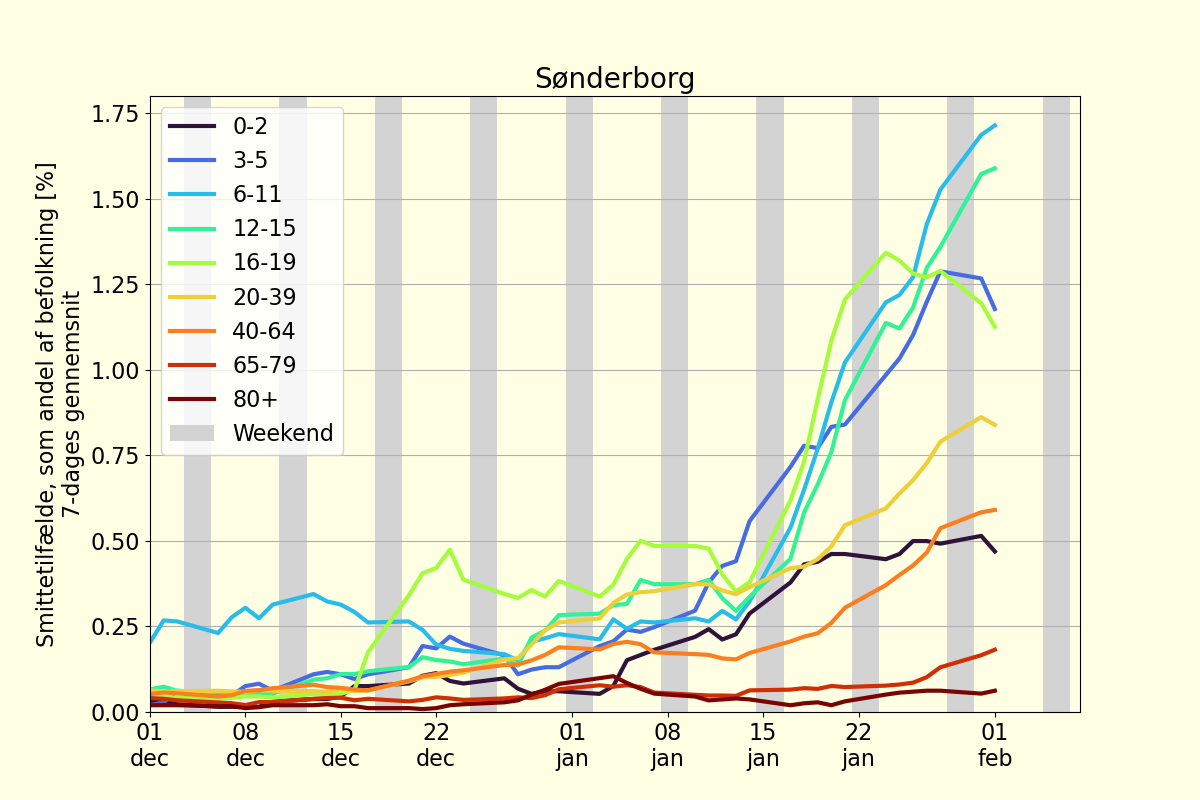 Sønderborg
Smittetilfælde, som andel af befolkning [%]
7-dages gennemsnit
1.75
1.50
1.25
1.00
0.75
0.50
0.25
0.00
0-2
3-5
6-11
12-15
16-19
20-39
40-64
65-79
80+
Weekend
01 08 15 22 01 08 15 22 01
dec dec dec dec jan jan jan jan feb